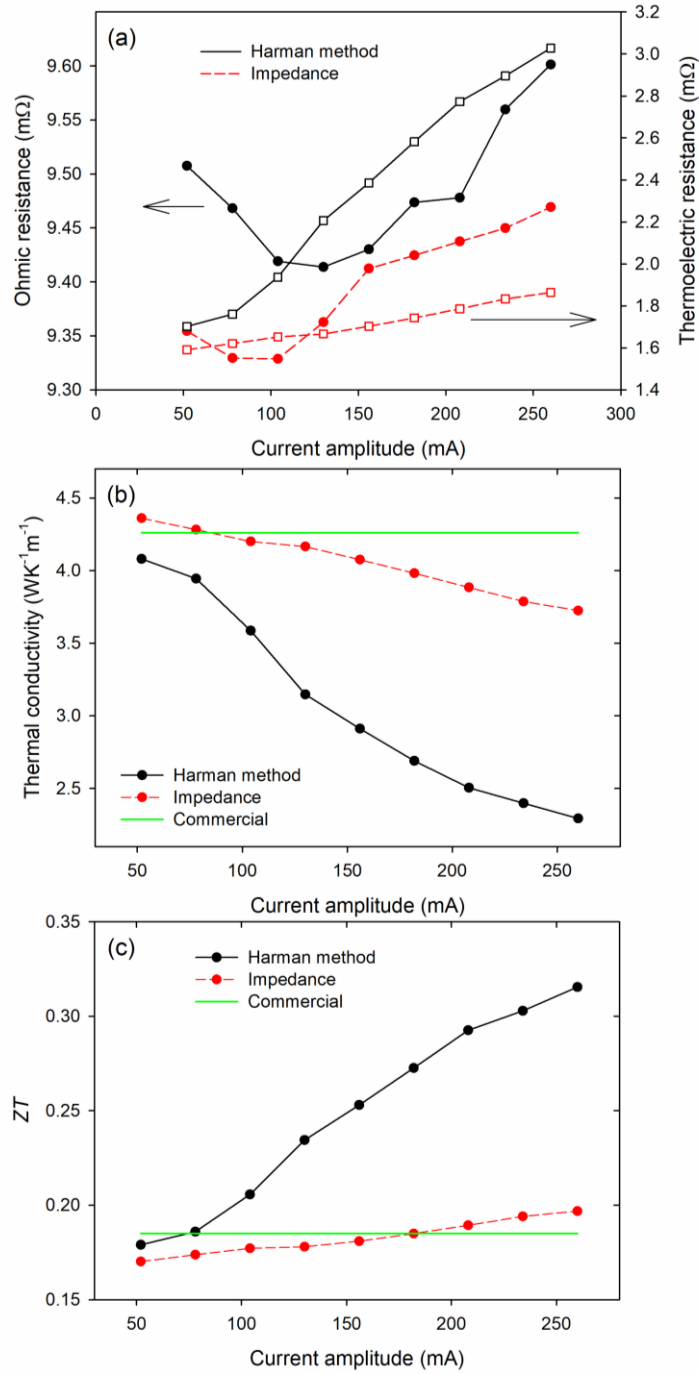 (a)
Harman method
Impedance
Ohmic resistance (mΩ)
9.60
9.55
9.50
9.45
9.40
9.35
9.30
Thermoelectric resistance (mΩ)
3.2
3.0
2.8
2.6
2.4
2.2
2.0
1.8
1.6
1.4
0 50 100 150 200 250 300
Current amplitude (mA)
(b)
Thermal conductivity (WK⁻¹m⁻¹)
4.5
4.0
3.5
3.0
2.5
Harman method
Impedance
Commercial
50 100 150 200 250
Current amplitude (mA)
(c)
Harman method
Impedance
Commercial
ZT
0.35
0.30
0.25
0.20
0.15
50 100 150 200 250
Current amplitude (mA)